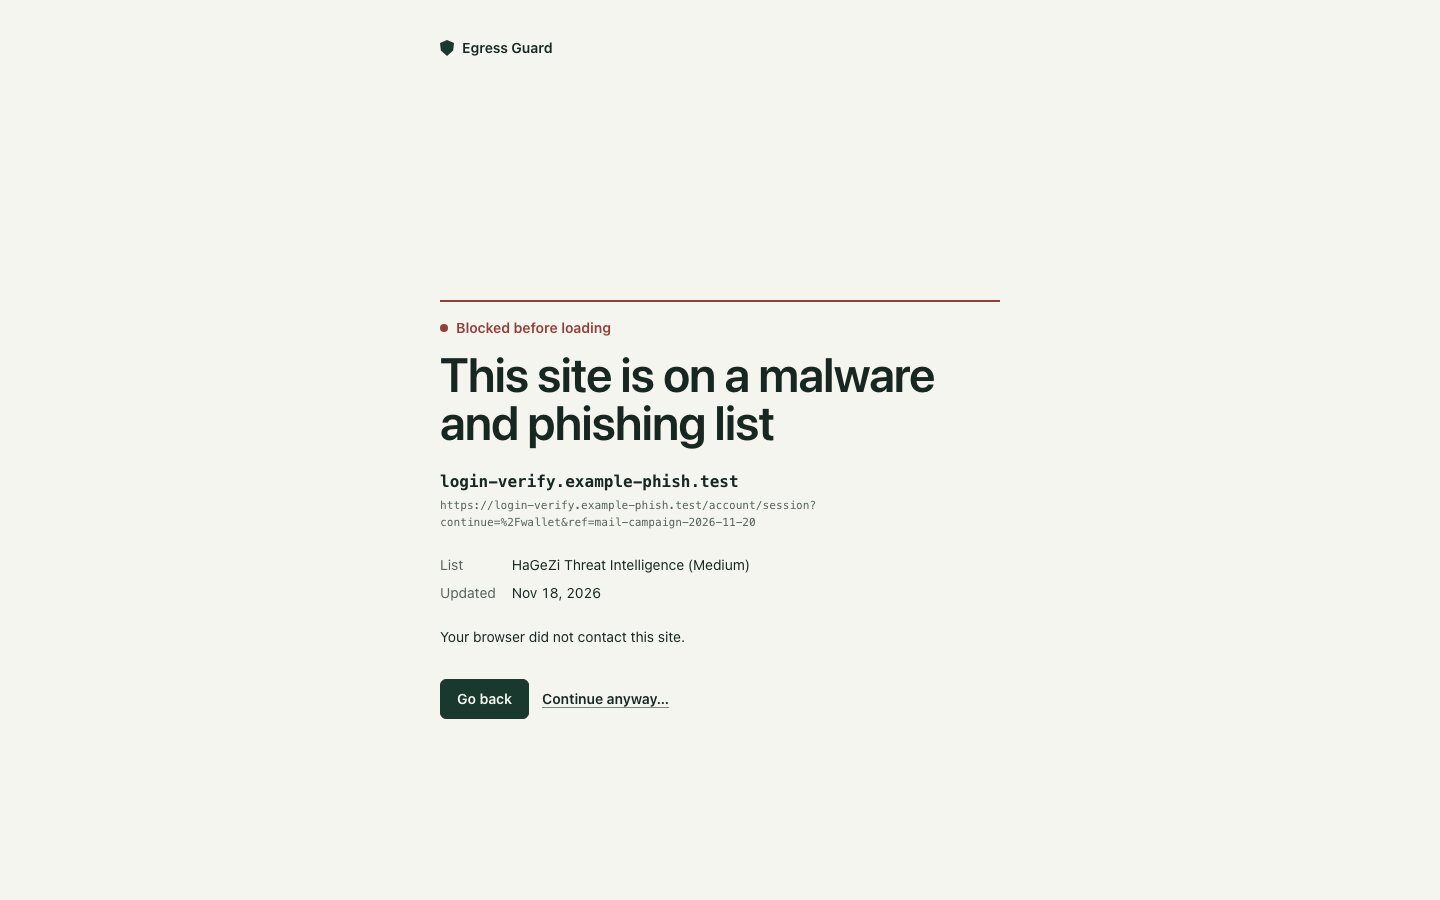 Egress Guard
Blocked before loading
This site is on a malware
and phishing list
login-verify.example-phish.test
https://login-verify.example-phish.test/account/session?
continue=%2Fwallet&ref=mail-campaign-2026-11-20
List HaGeZi Threat Intelligence (Medium)
Updated Nov 18, 2026
Your browser did not contact this site.
Go back Continue anyway...